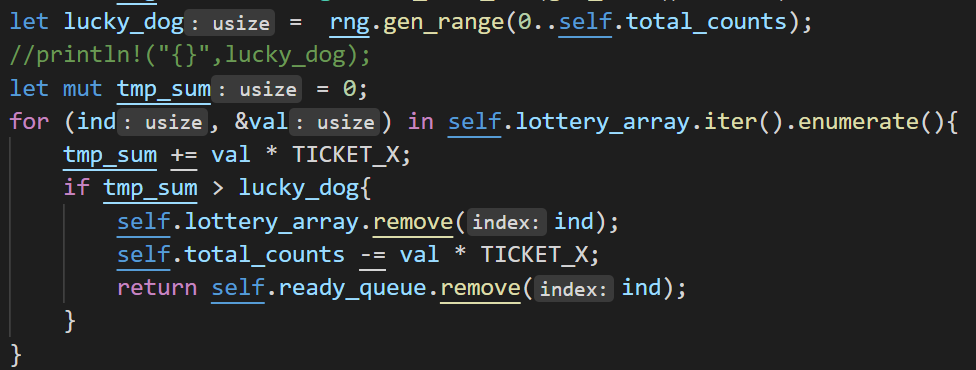 let lucky_dog: usize = rng.gen_range(0..self.total_counts);
//println!("{}",lucky_dog);
let mut tmp_sum: usize = 0;
for (ind: usize, &val: usize) in self.lottery_array.iter().enumerate(){
    tmp_sum += val * TICKET_X;
    if tmp_sum > lucky_dog{
        self.lottery_array.remove(index: ind);
        self.total_counts -= val * TICKET_X;
        return self.ready_queue.remove(index: ind);
    }
}